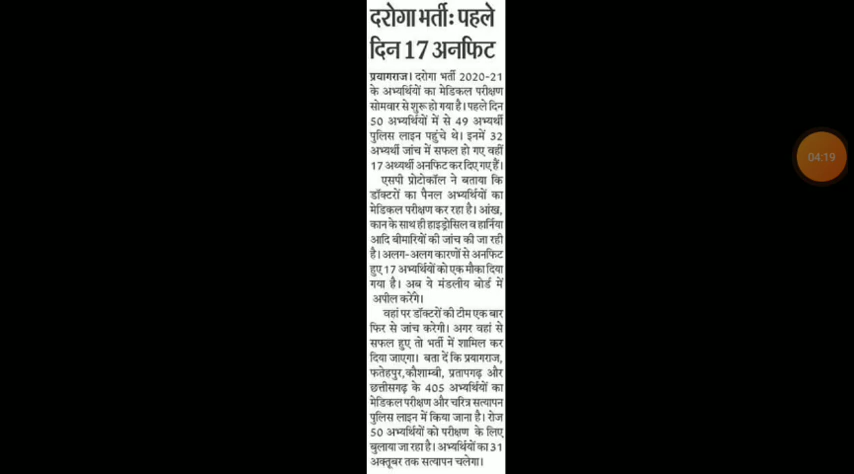 दरोगा भर्ती: पहले
दिन 17 अनफिट
प्रयागराज। दरोगा भर्ती 2020-21
के अभ्यर्थियों का मेडिकल परीक्षण
सोमवार से शुरू हो गया है। पहले दिन
50 अभ्यर्थियों में से 49 अभ्यर्थी
पुलिस लाइन पहुंचे थे। इनमें 32
अभ्यर्थी जांच में सफल हो गए वहीं
17 अथ्यर्थी अनफिट कर दिए गए हैं।
एसपी प्रोटोकॉल ने बताया कि
डॉक्टरों का पैनल अभ्यर्थियों का
मेडिकल परीक्षण कर रहा है। आंख,
कान के साथ ही हाइड्रोसिल व हार्निया
आदि बीमारियों की जांच की जा रही
है। अलग-अलग कारणों से अनफिट
हुए 17 अभ्यर्थियों को एक मौका दिया
गया है। अब ये मंडलीय बोर्ड में
अपील करेंगे।
वहां पर डॉक्टरों की टीम एक बार
फिर से जांच करेगी। अगर वहां से
सफल हुए तो भर्ती में शामिल कर
दिया जाएगा। बता दें कि प्रयागराज,
फतेहपुर,कौशाम्बी, प्रतापगढ़ और
छत्तीसगढ़ के 405 अभ्यर्थियों का
मेडिकल परीक्षण और चरित्र सत्यापन
पुलिस लाइन में किया जाना है। रोज
50 अभ्यर्थियों को परीक्षण के लिए
बुलाया जा रहा है। अभ्यर्थियों का 31
अक्तूबर तक सत्यापन चलेगा।
04:19